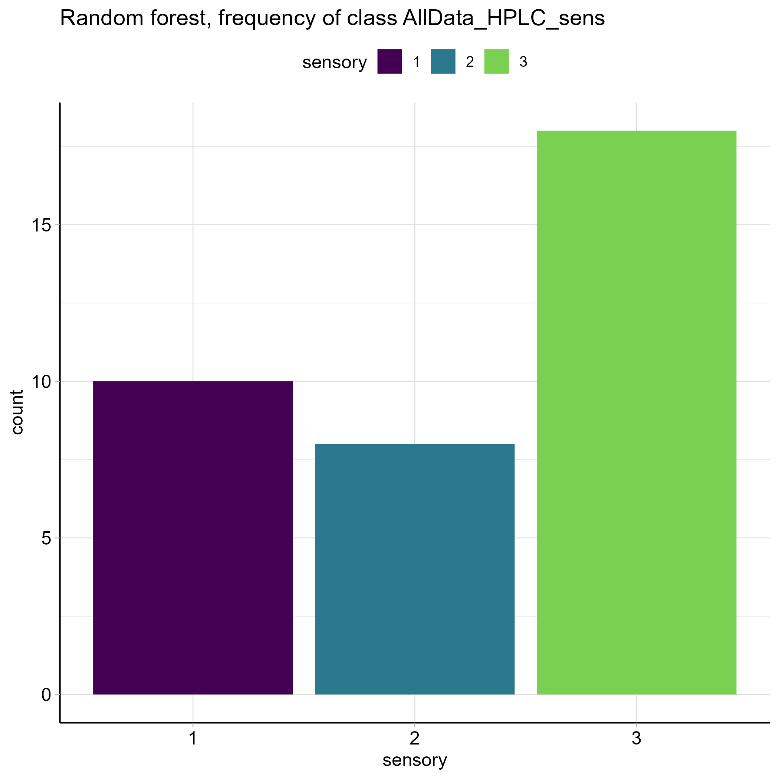 Random forest, frequency of class AllData_HPLC_sens
sensory 1 2 3
15
10
5
0
count
1 2 3
sensory